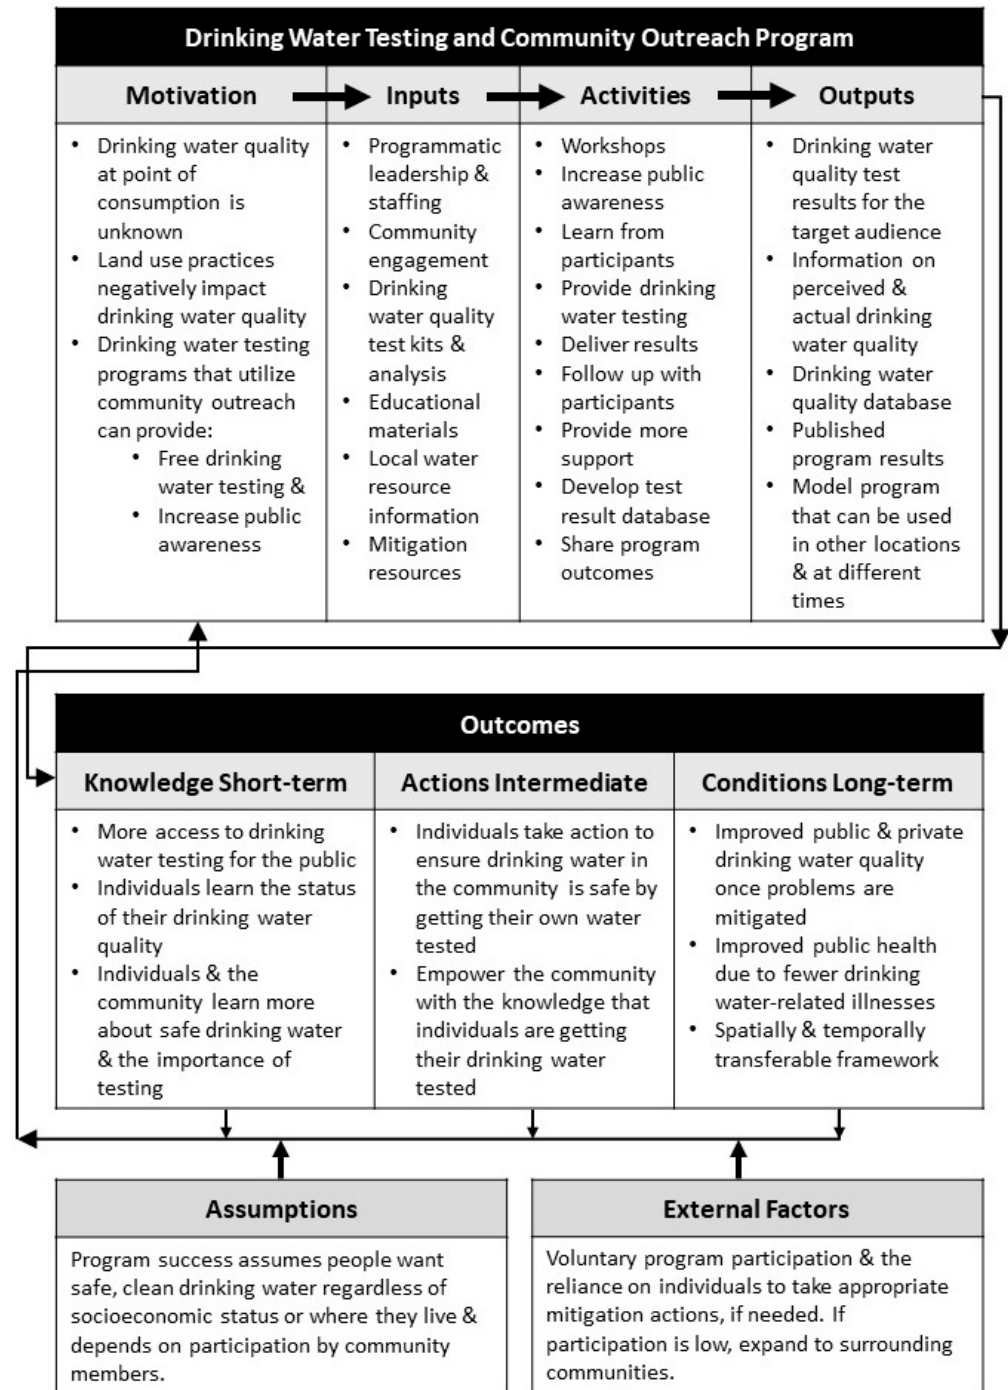 Drinking Water Testing and Community Outreach Program
Motivation
Inputs
Activities
Outputs
• Drinking water quality
at point of
consumption is
unknown
• Land use practices
negatively impact
drinking water quality
• Drinking water testing
programs that utilize
community outreach
can provide:
• Free drinking
water testing &
• Increase public
awareness
• Programmatic
leadership &
staffing
• Community
engagement
• Drinking
water quality
test kits &
analysis
• Educational
materials
• Local water
resource
information
• Mitigation
resources
• Workshops
• Increase public
awareness
• Learn from
participants
• Provide drinking
water testing
• Deliver results
• Follow up with
participants
• Provide more
support
• Develop test
result database
• Share program
outcomes
• Drinking water
quality test
results for the
target audience
• Information on
perceived &
actual drinking
water quality
• Drinking water
quality database
• Published
program results
• Model program
that can be used
in other locations
& at different
times
Outcomes
Knowledge Short-term
Actions Intermediate
Conditions Long-term
• More access to drinking
water testing for the public
• Individuals learn the status
of their drinking water
quality
• Individuals & the
community learn more
about safe drinking water
& the importance of
testing
• Individuals take action to
ensure drinking water in
the community is safe by
getting their own water
tested
• Empower the community
with the knowledge that
individuals are getting
their drinking water
tested
• Improved public & private
drinking water quality
once problems are
mitigated
• Improved public health
due to fewer drinking
water-related illnesses
• Spatially & temporally
transferable framework
Assumptions
Program success assumes people want
safe, clean drinking water regardless of
socioeconomic status or where they live &
depends on participation by community
members.
External Factors
Voluntary program participation & the
reliance on individuals to take appropriate
mitigation actions, if needed. If
participation is low, expand to surrounding
communities.